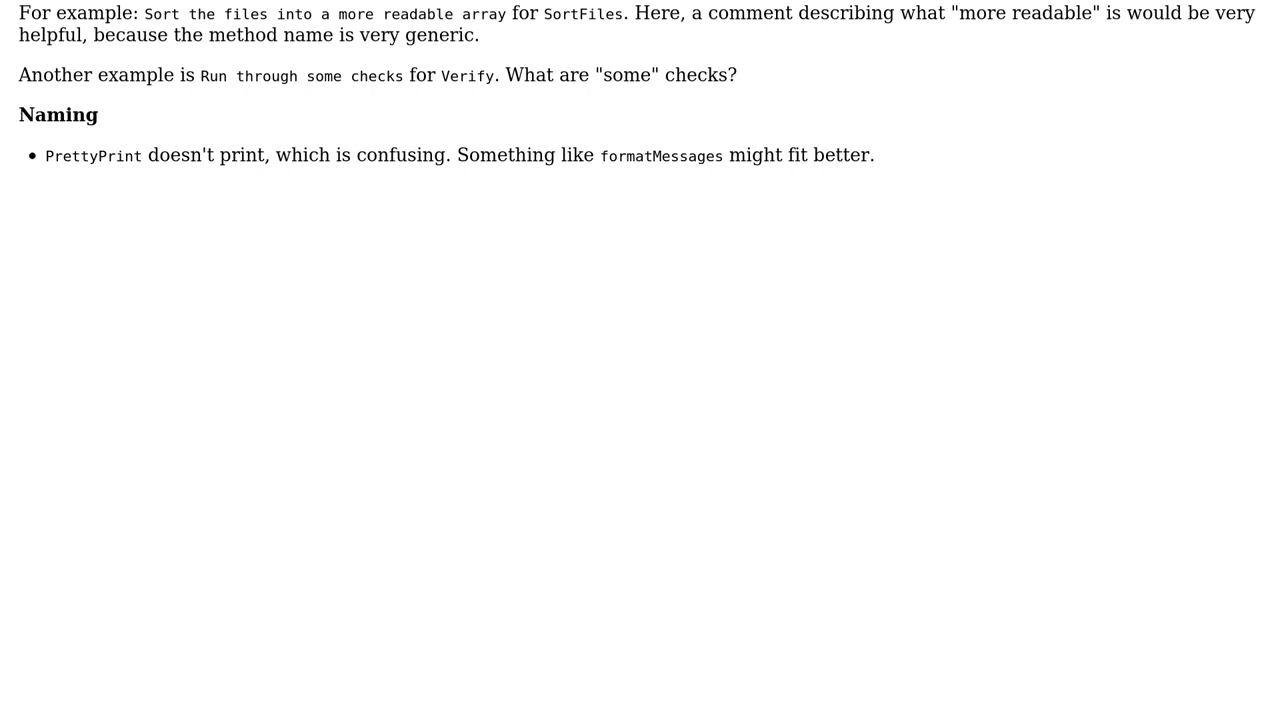 For example: Sort the files into a more readable array for SortFiles. Here, a comment describing what "more readable" is would be very
helpful, because the method name is very generic.
Another example is Run through some checks for Verify. What are "some" checks?
Naming
• PrettyPrint doesn't print, which is confusing. Something like formatMessages might fit better.